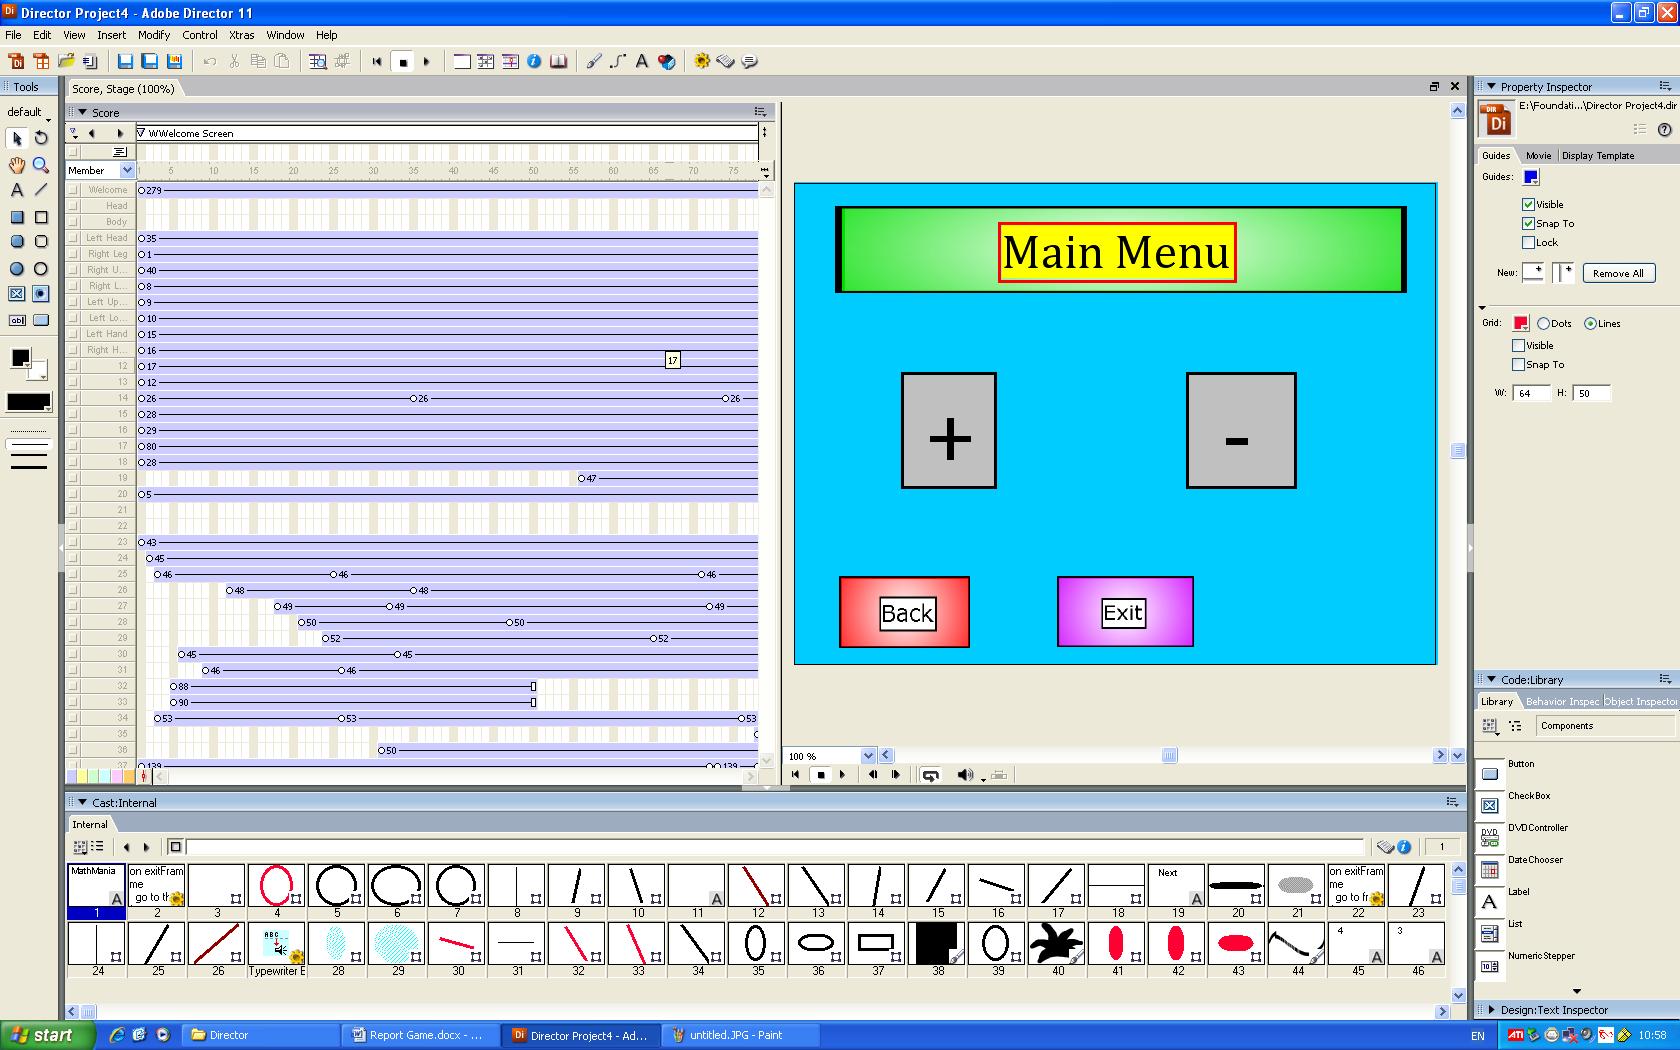 Director Project4 - Adobe Director 11
File Edit View Insert Modify Control Xtras Window Help
Tools
default
Score, Stage (100%)
Score
WWelcome Screen
Member
1 5 10 15 20 25 30 35 40 45 50 55 60 65 70 75
Welcome 279
Head
Body
Left Head 35
Right Leg 1
Right U... 40
Right L... 8
Left Up... 9
Left Lo... 10
Left Hand 15
Right H... 16
17
12 17
13 12
14 26 26 26
15 28
16 29
17 80
18 28
19 47
20 5
21
22
23 43
24 45
25 46 46 46
26 48 48
27 49 49 49
28 50 50
29 52 52
30 45 45
31 46 46
32 88
33 90
34 53 53 53
35
36 50
37 139 139
Main Menu
+ -
Back Exit
100 %
Property Inspector
E:\Foundati...\Director Project4.dir
Guides Movie Display Template
Guides:
Visible
Snap To
Lock
New: Remove All
Grid: Dots Lines
Visible
Snap To
W: 64 H: 50
Code:Library
Library Behavior Inspec Object Inspector
Components
Button
CheckBox
DVDController
DateChooser
Label
List
NumericStepper
Design:Text Inspector
Cast:Internal
Internal
1
MathMania
on exitFram
me
go to th
Next
on exitFram
me
go to fr
1 2 3 4 5 6 7 8 9 10 11 12 13 14 15 16 17 18 19 20 21 22 23
ABC
4
3
24 25 26 Typewriter E 28 29 30 31 32 33 34 35 36 37 38 39 40 41 42 43 44 45 46
start
Director
Report Game.docx - ...
Director Project4 - Ad...
untitled.JPG - Paint
EN
10:58